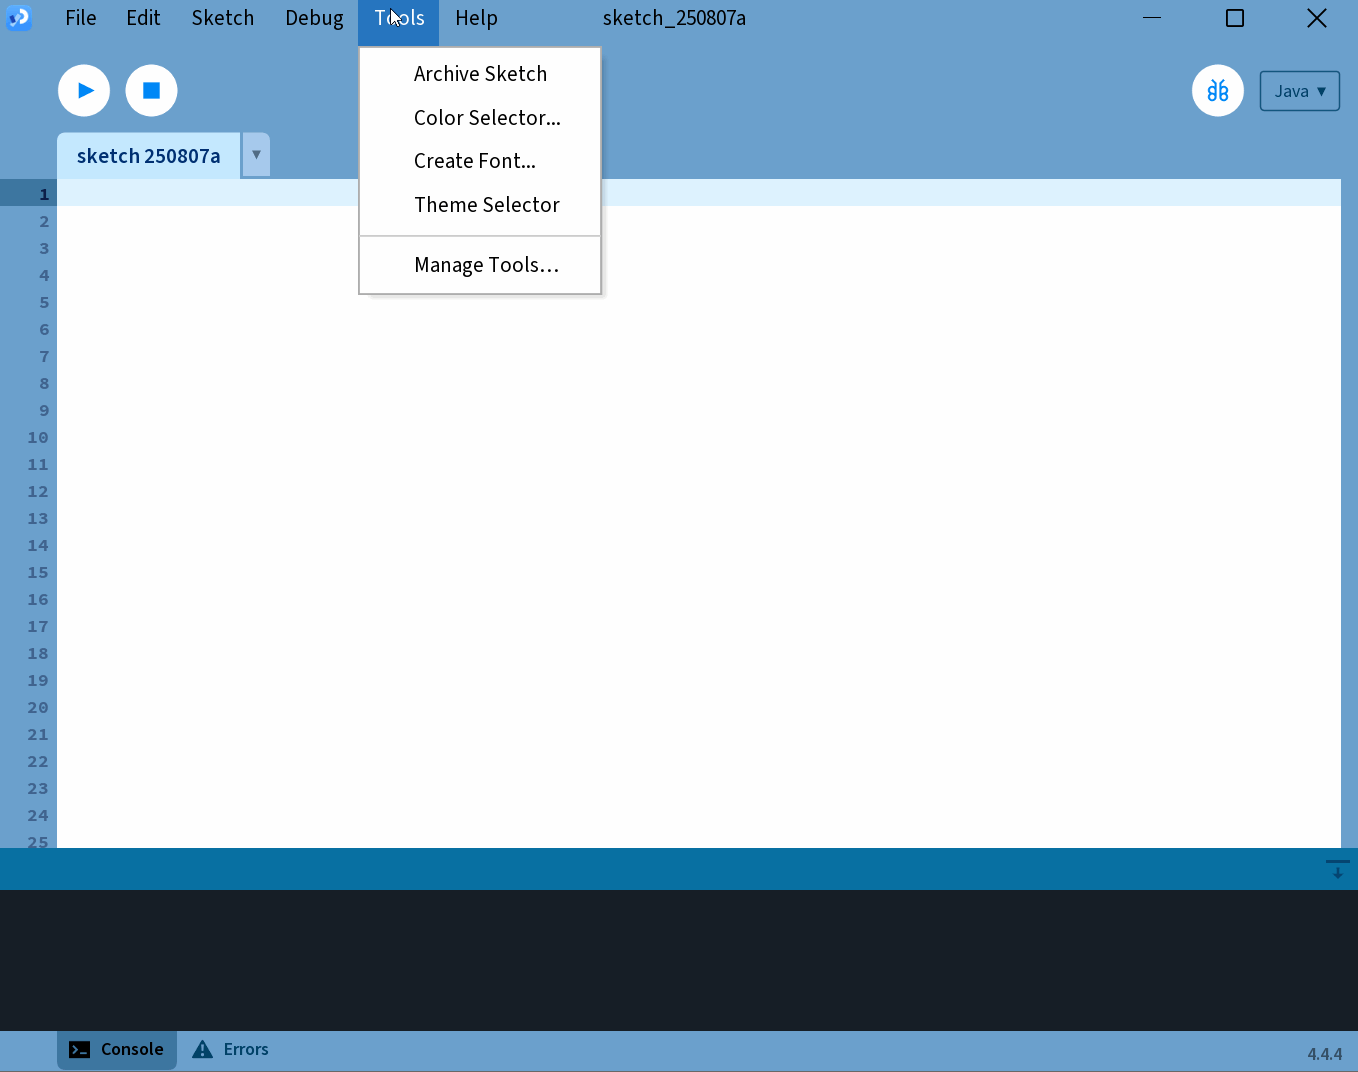 File Edit Sketch Debug Tools Help sketch_250807a
Archive Sketch
Color Selector...
Create Font...
Theme Selector
Manage Tools...
Java ▾
sketch 250807a ▾
1
2
3
4
5
6
7
8
9
10
11
12
13
14
15
16
17
18
19
20
21
22
23
24
25
Console Errors 4.4.4